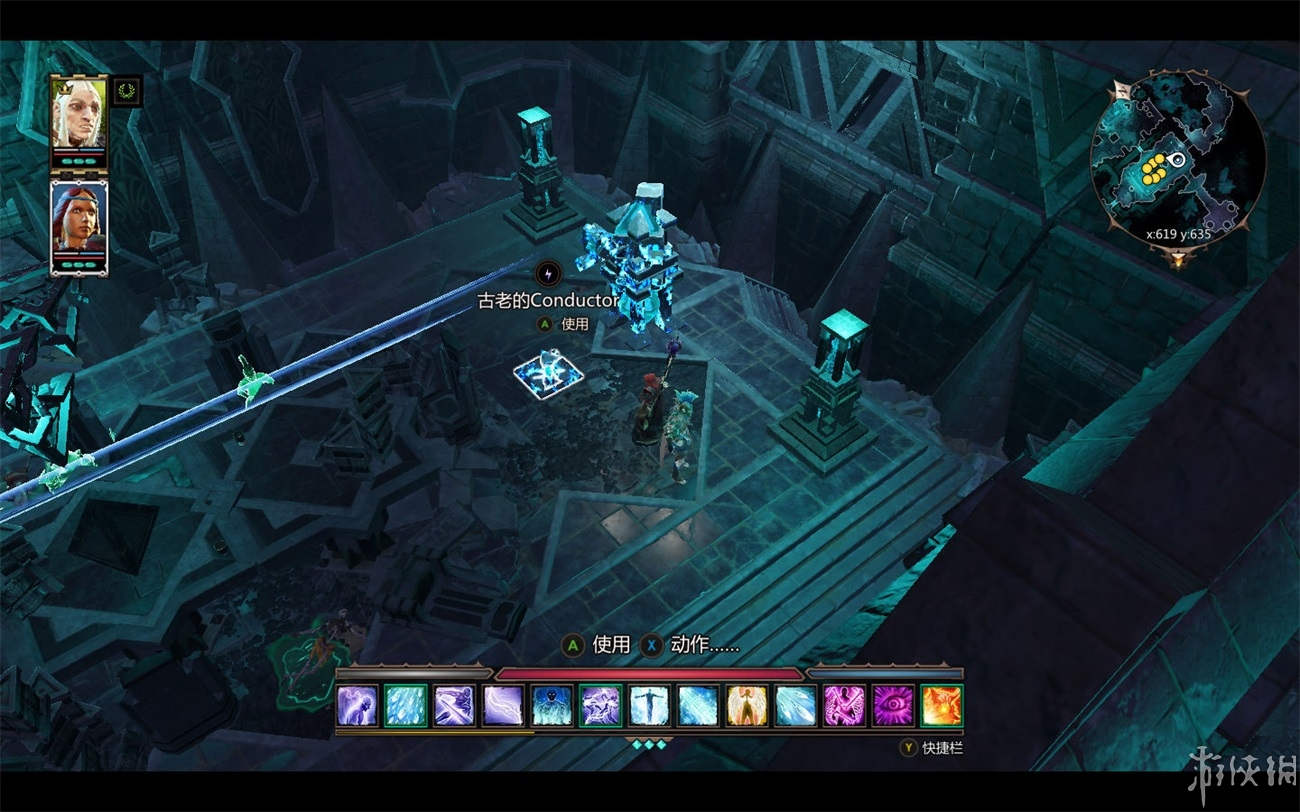 x:619 y:635
古老的Conductor
A 使用
A 使用 X 动作......
Y 快捷栏
游侠网